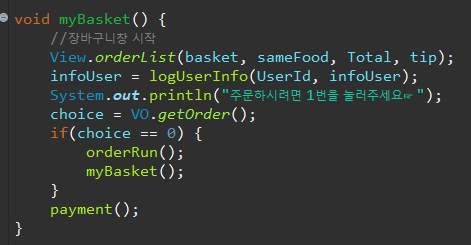 void myBasket() {
//장바구니창 시작
View.orderList(basket, sameFood, Total, tip);
infoUser = logUserInfo(UserId, infoUser);
System.out.println("주문하시려면 1번을 눌러주세요☞");
choice = VO.getOrder();
if(choice == 0) {
orderRun();
myBasket();
}
payment();
}